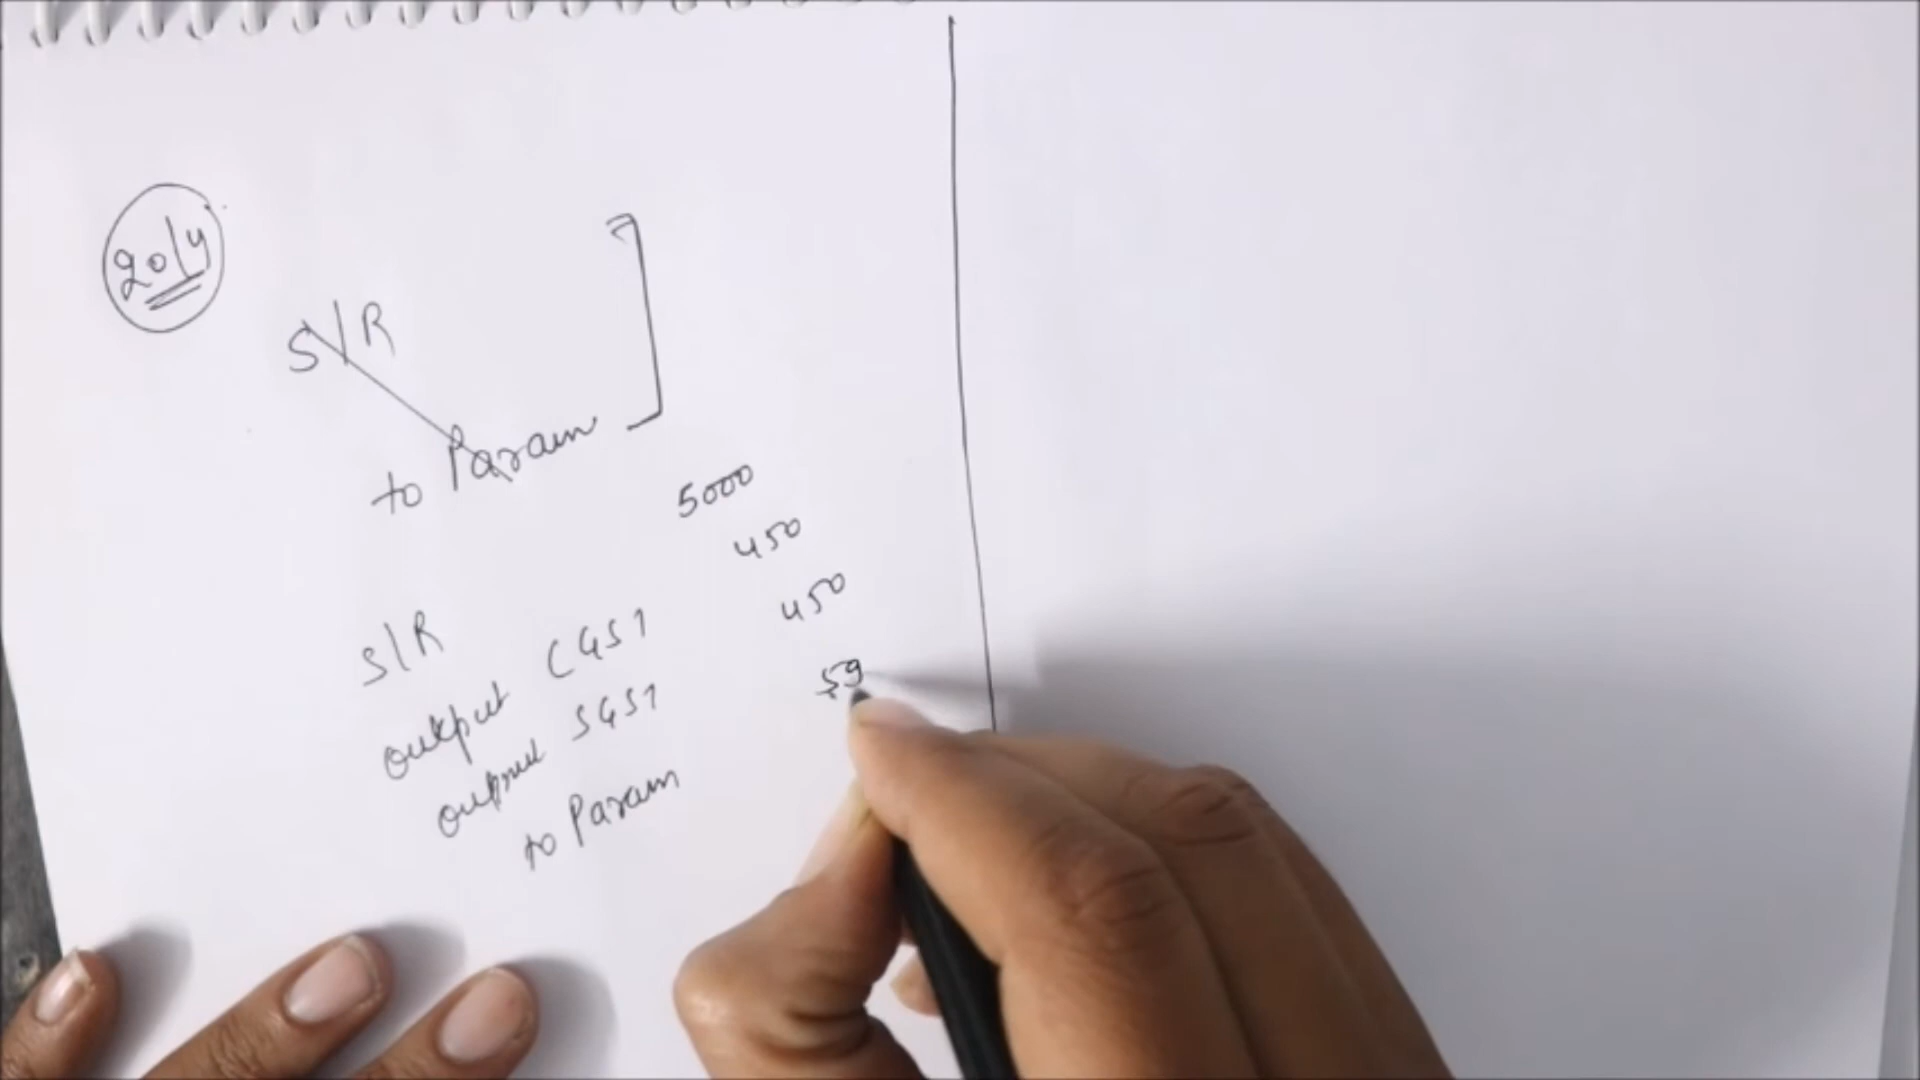 20/4
S/R
to Param
5000
450
450
S/R
output CGST
output SGST
to Param
59